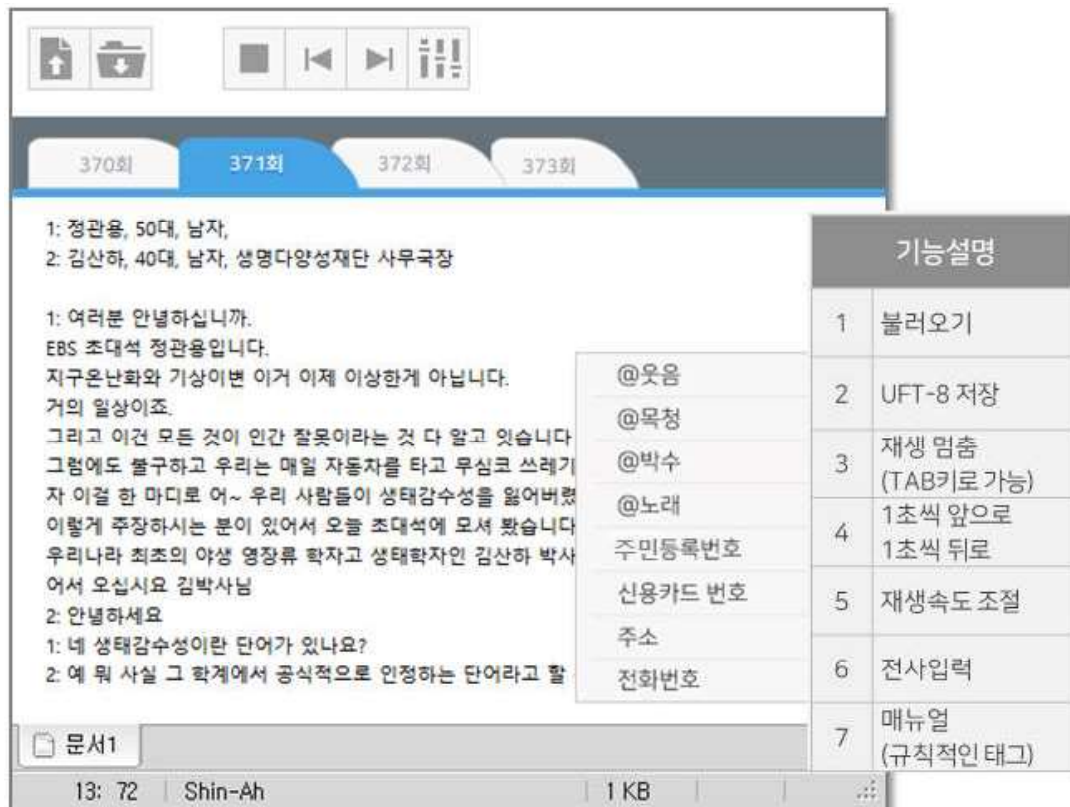 370회
371회
372회
373회
1: 정관용, 50대, 남자,
2: 김산하, 40대, 남자, 생명다양성재단 사무국장
1: 여러분 안녕하십니까.
EBS 초대석 정관용입니다.
지구온난화와 기상이변 이거 이제 이상한게 아닙니다.
거의 일상이죠.
그리고 이건 모든 것이 인간 잘못이라는 것 다 알고 잇습니다
그럼에도 불구하고 우리는 매일 자동차를 타고 무심코 쓰레기
자 이걸 한 마디로 어~ 우리 사람들이 생태감수성을 잃어버렸
이렇게 주장하시는 분이 있어서 오늘 초대석에 모셔 봤습니다
우리나라 최초의 야생 영장류 학자고 생태학자인 김산하 박사
어서 오십시요 김박사님
2: 안녕하세요
1: 네 생태감수성이란 단어가 있나요?
2: 예 뭐 사실 그 학계에서 공식적으로 인정하는 단어라고 할
@웃음
@목청
@박수
@노래
주민등록번호
신용카드 번호
주소
전화번호
기능설명
1 불러오기
2 UFT-8 저장
3 재생 멈춤
(TAB키로 가능)
4 1초씩 앞으로
1초씩 뒤로
5 재생속도 조절
6 전사입력
7 매뉴얼
(규칙적인 태그)
문서1
13: 72 Shin-Ah 1 KB